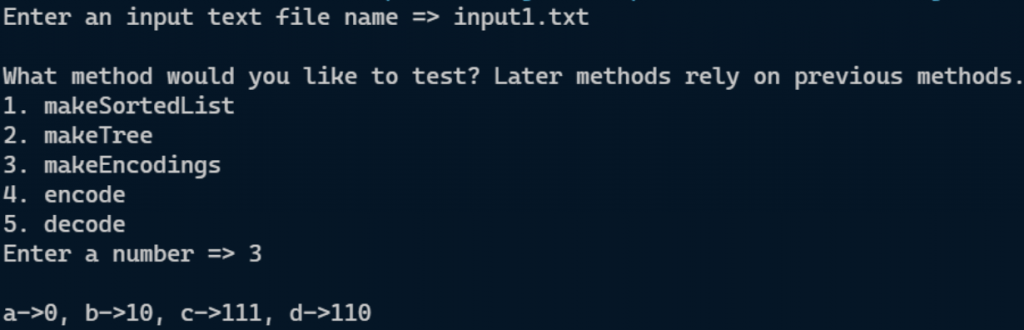 Enter an input text file name => input1.txt
What method would you like to test? Later methods rely on previous methods.
1. makeSortedList
2. makeTree
3. makeEncodings
4. encode
5. decode
Enter a number => 3
a->0, b->10, c->111, d->110